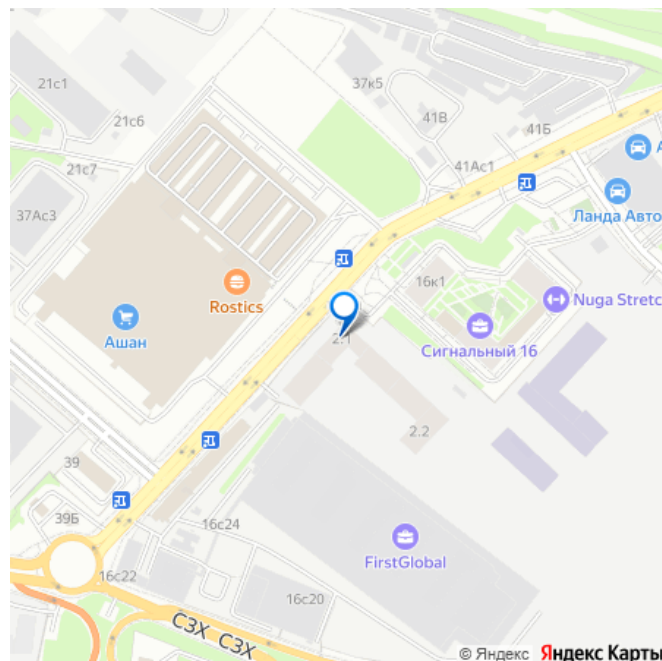 21с1
37к5
21с6
41В
41Б
21с7
41Ас1
А
37Ас3
Ланда Авто
Rostics
16к1
Nuga Stretc
Ашан
2.1
Сигнальный 16
2.2
39
39Б
16с24
FirstGlobal
16с22
16с20
СЗХ СЗХ
© Яндекс Яндекс Карты